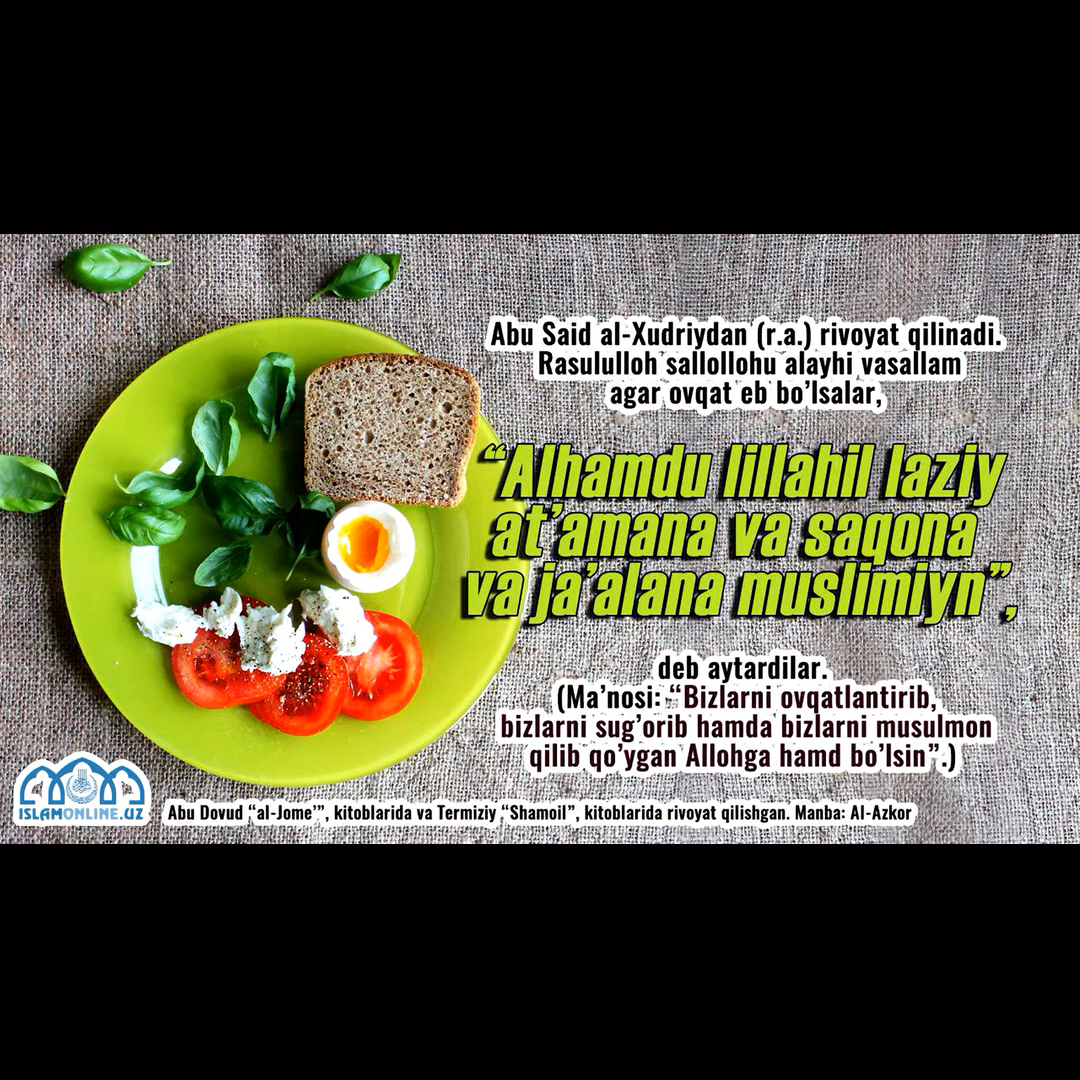 Abu Said al-Xudriydan (r.a.) rivoyat qilinadi.
Rasululloh sallollohu alayhi vasallam
agar ovqat eb bo’lsalar,
“Alhamdu lillahil laziy
at’amana va saqona
va ja’alana muslimiyn”,
deb aytardilar.
(Ma’nosi: “Bizlarni ovqatlantirib,
bizlarni sug’orib hamda bizlarni musulmon
qilib qo’ygan Allohga hamd bo’lsin”.)
ISLAMONLINE.UZ
Abu Dovud “al-Jome’”, kitoblarida va Termiziy “Shamoil”, kitoblarida rivoyat qilishgan. Manba: Al-Azkor